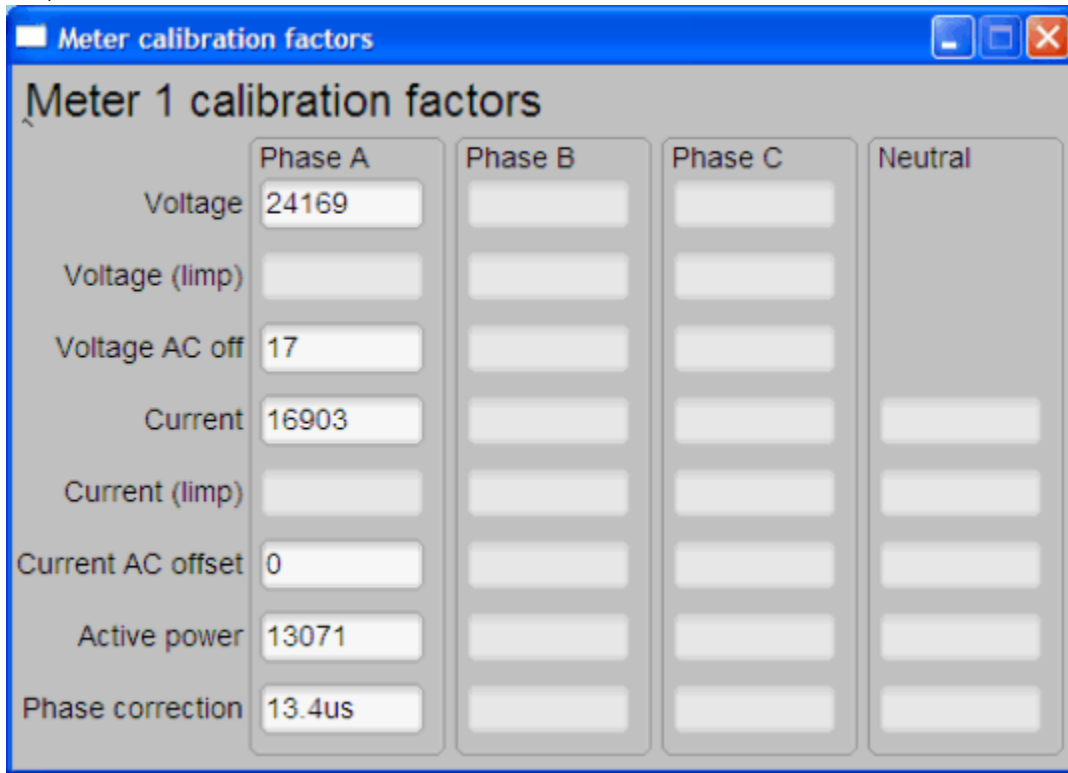 Meter calibration factors
Meter 1 calibration factors
Phase A Phase B Phase C Neutral
Voltage 24169
Voltage (limp)
Voltage AC off 17
Current 16903
Current (limp)
Current AC offset 0
Active power 13071
Phase correction 13.4us